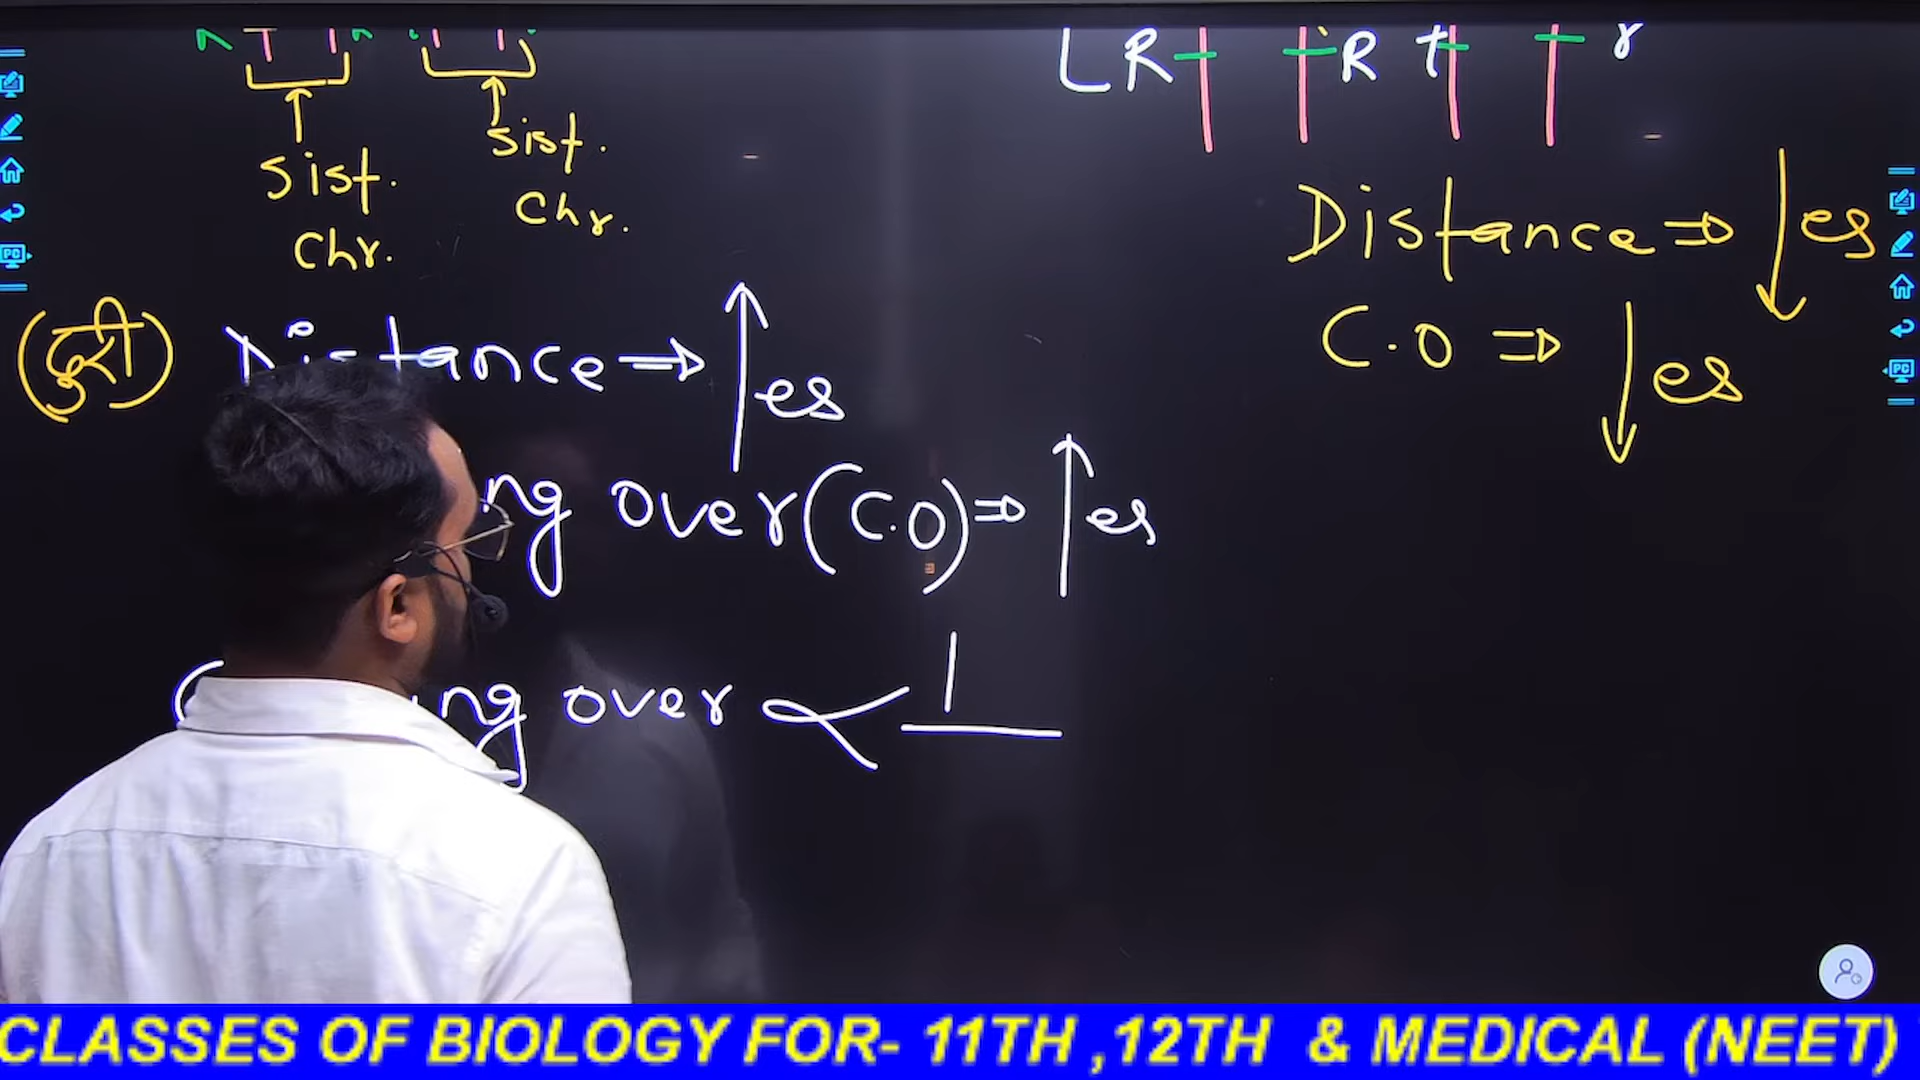 L R R t r
sist. sist.
chr. chr.
Distance ⇒ ↓es
C.O ⇒ ↓es
(दुरी) Distance → ↑es
ng over (C.O) ⇒ ↑es
ng over ∝ 1
CLASSES OF BIOLOGY FOR- 11TH ,12TH & MEDICAL (NEET)